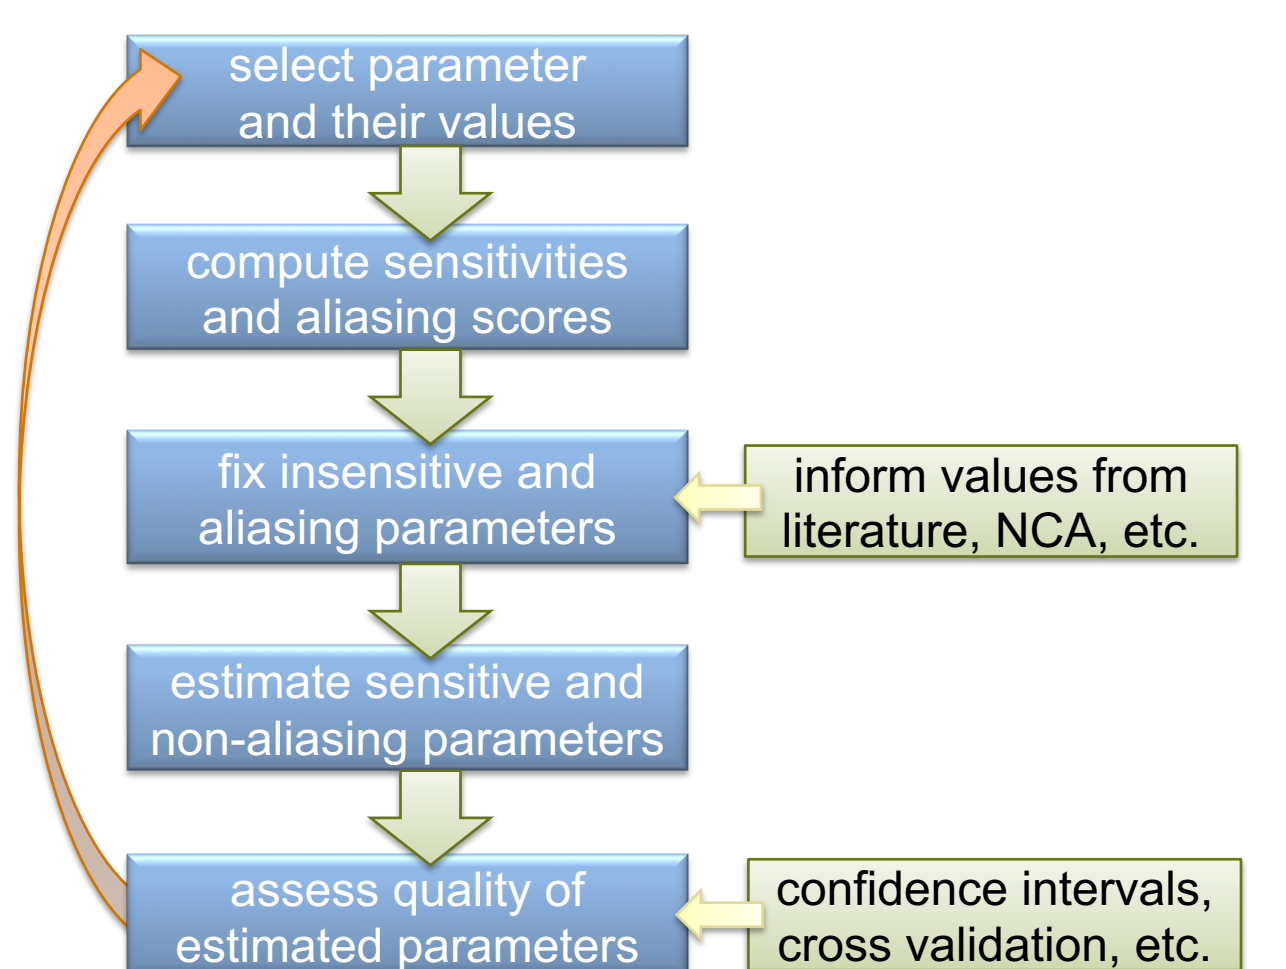 select parameter
and their values
compute sensitivities
and aliasing scores
fix insensitive and
aliasing parameters
inform values from
literature, NCA, etc.
estimate sensitive and
non-aliasing parameters
assess quality of
estimated parameters
confidence intervals,
cross validation, etc.